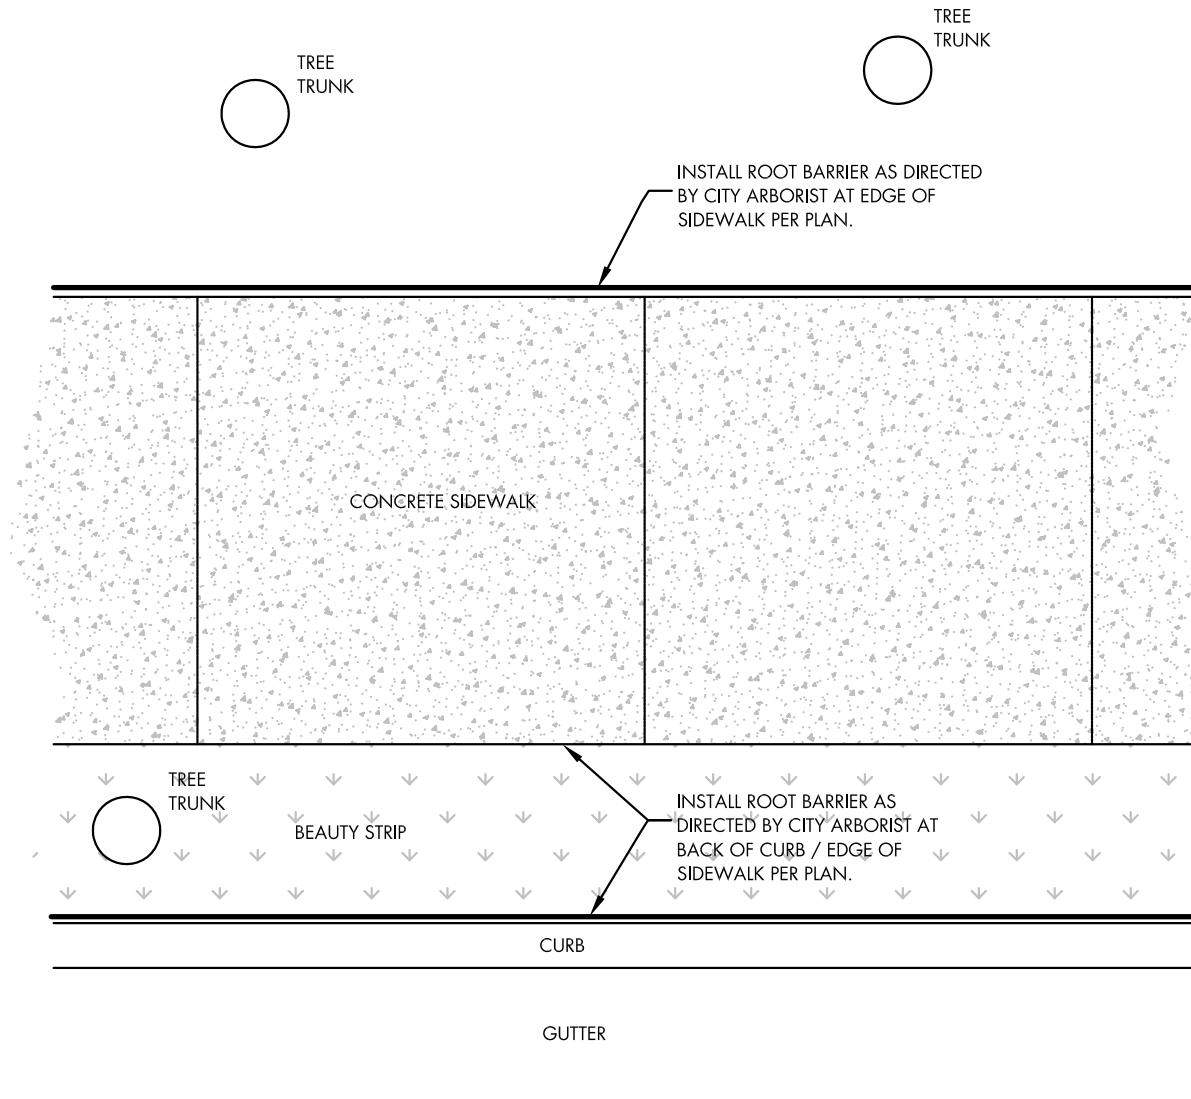 TREE
TRUNK
TREE
TRUNK
INSTALL ROOT BARRIER AS DIRECTED
BY CITY ARBORIST AT EDGE OF
SIDEWALK PER PLAN.
CONCRETE SIDEWALK
TREE
TRUNK
BEAUTY STRIP
INSTALL ROOT BARRIER AS
DIRECTED BY CITY ARBORIST AT
BACK OF CURB / EDGE OF
SIDEWALK PER PLAN.
CURB
GUTTER